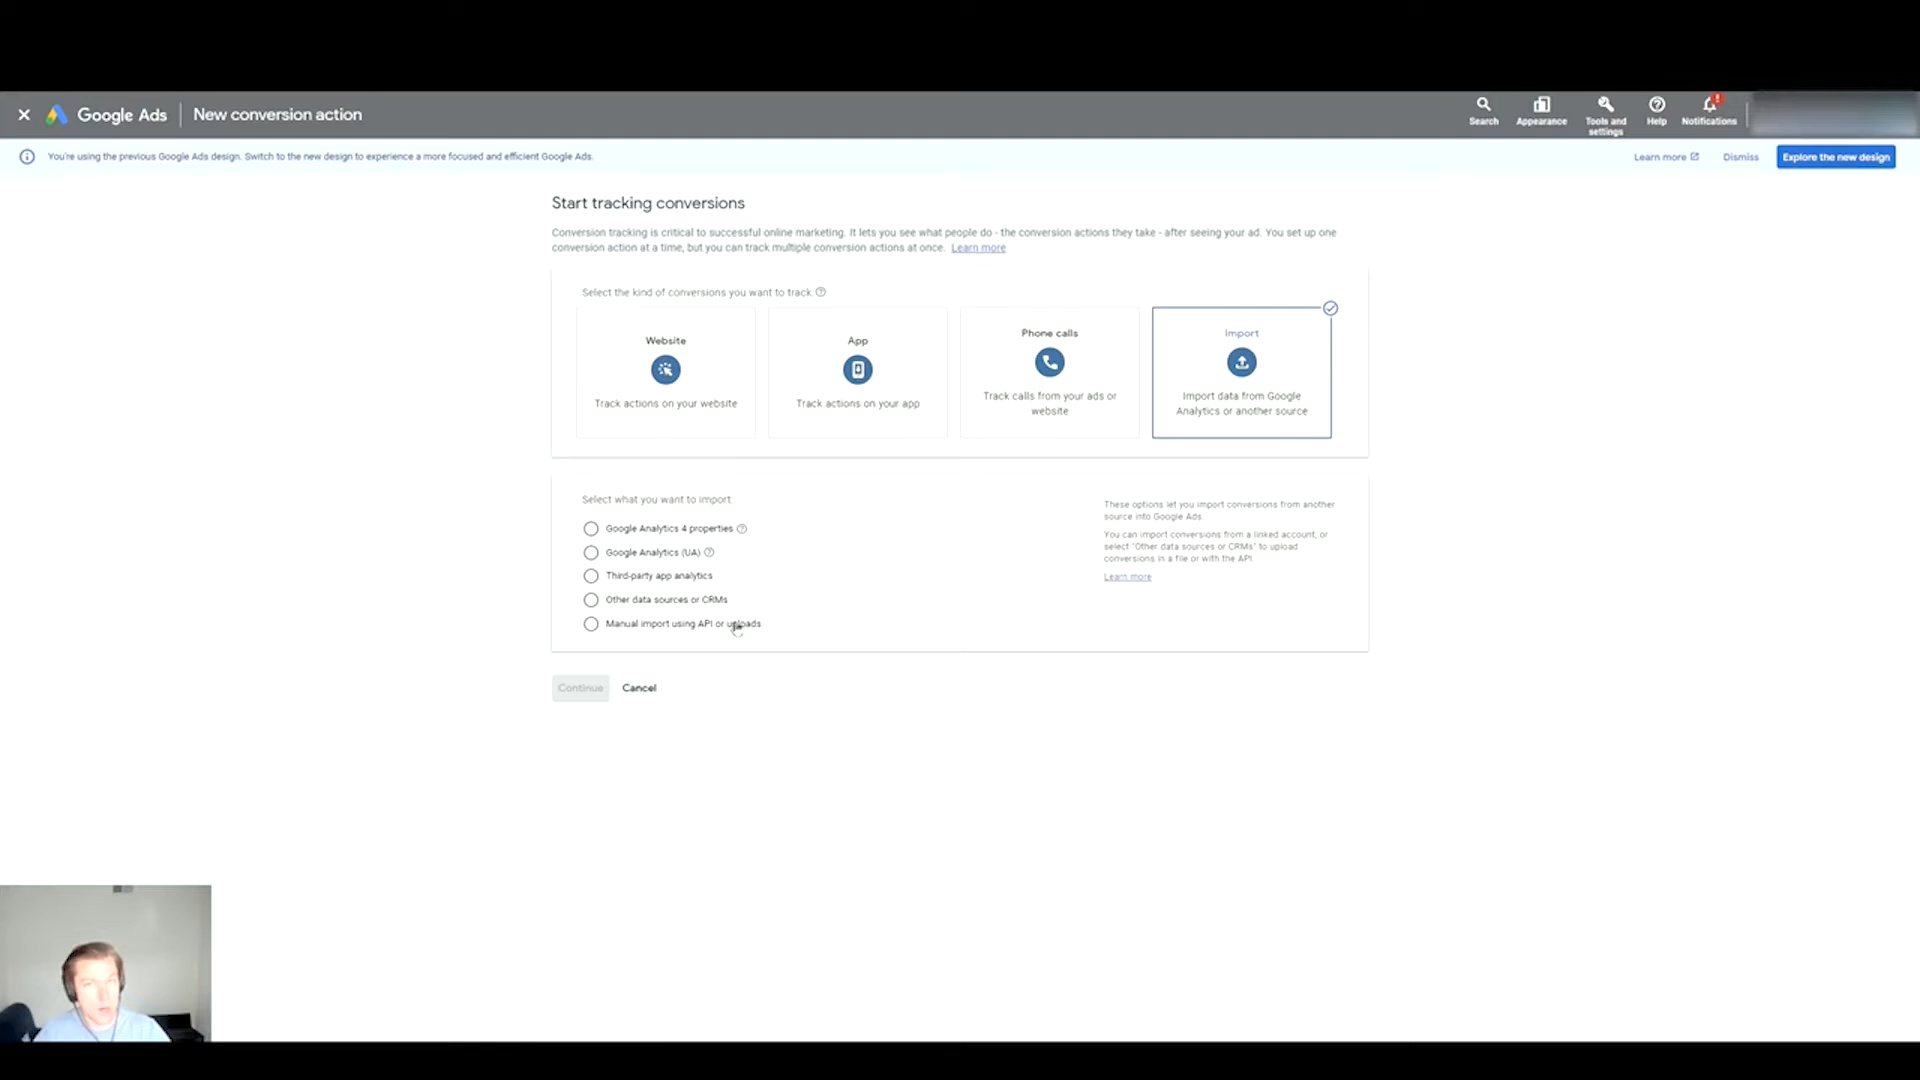 Google Ads
New conversion action
Search
Appearance
Tools and
settings
Help
Notifications
You're using the previous Google Ads design. Switch to the new design to experience a more focused and efficient Google Ads.
Learn more
Dismiss
Explore the new design
Start tracking conversions
Conversion tracking is critical to successful online marketing. It lets you see what people do - the conversion actions they take - after seeing your ad. You set up one
conversion action at a time, but you can track multiple conversion actions at once. Learn more
Select the kind of conversions you want to track.
Website
Track actions on your website
App
Track actions on your app
Phone calls
Track calls from your ads or
website
Import
Import data from Google
Analytics or another source
Select what you want to import.
Google Analytics 4 properties
Google Analytics (UA)
Third-party app analytics
Other data sources or CRMs
Manual import using API or uploads
These options let you import conversions from another
source into Google Ads.
You can import conversions from a linked account, or
select "Other data sources or CRMs" to upload
conversions in a file or with the API.
Learn more
Continue
Cancel